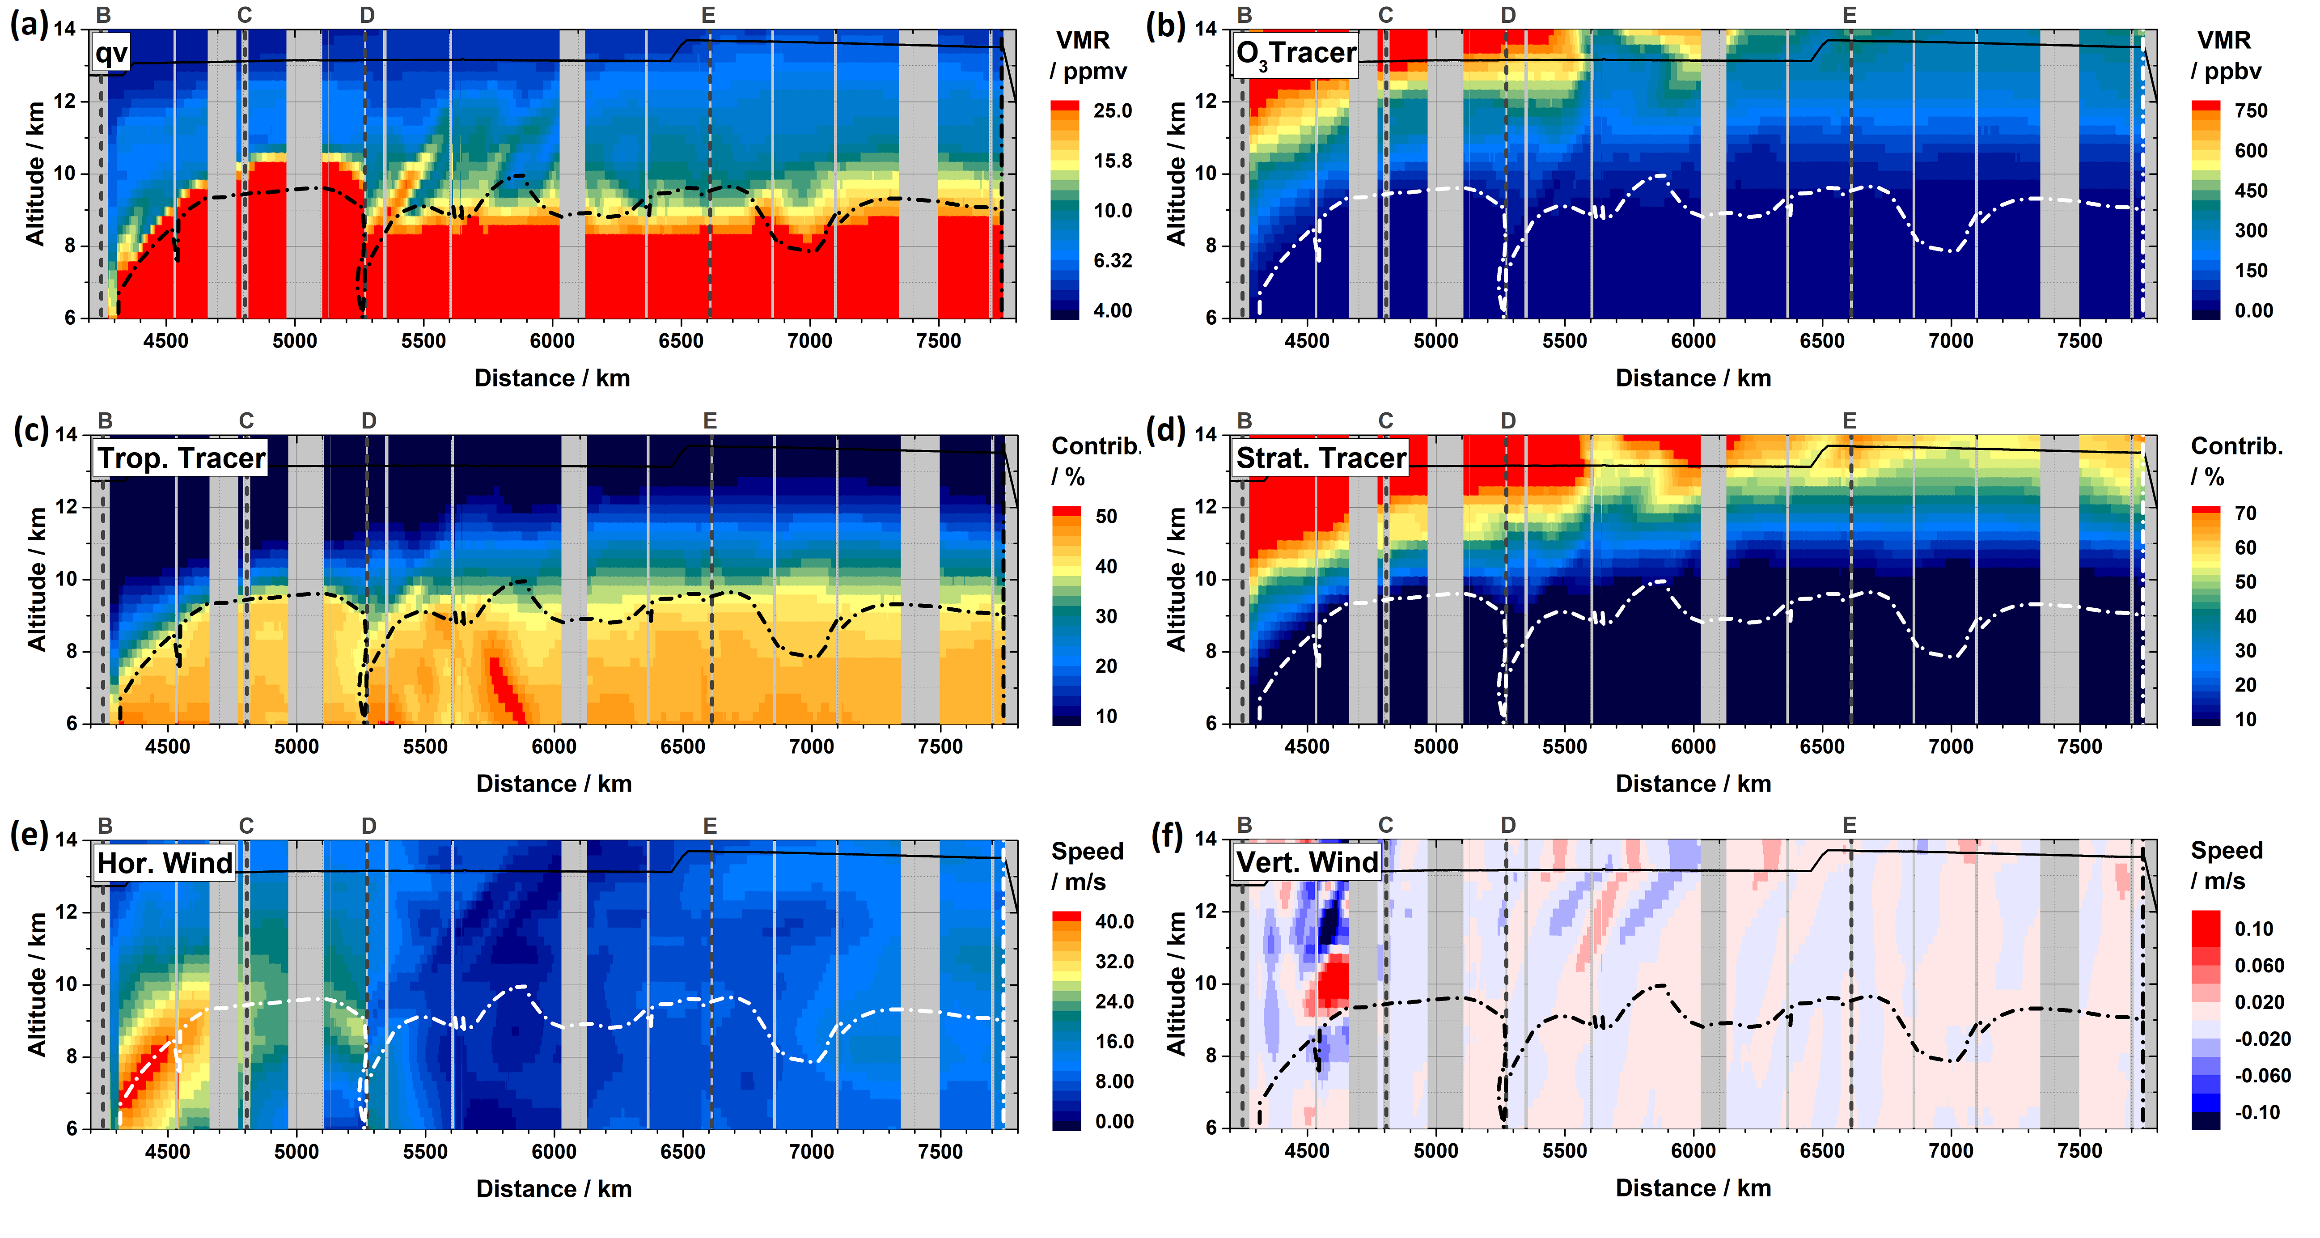 (a)
B C D E
qv
14
12
10
8
6
Altitude / km
4500 5000 5500 6000 6500 7000 7500
Distance / km
VMR
/ ppmv
25.0
15.8
10.0
6.32
4.00
(b)
B C D E
O3Tracer
14
12
10
8
6
Altitude / km
4500 5000 5500 6000 6500 7000 7500
Distance / km
VMR
/ ppbv
750
600
450
300
150
0.00
(c)
B C D E
Trop. Tracer
14
12
10
8
6
Altitude / km
4500 5000 5500 6000 6500 7000 7500
Distance / km
Contrib.
/ %
50
40
30
20
10
(d)
B C D E
Strat. Tracer
14
12
10
8
6
Altitude / km
4500 5000 5500 6000 6500 7000 7500
Distance / km
Contrib.
/ %
70
60
50
40
30
20
10
(e)
B C D E
Hor. Wind
14
12
10
8
6
Altitude / km
4500 5000 5500 6000 6500 7000 7500
Distance / km
Speed
/ m/s
40.0
32.0
24.0
16.0
8.00
0.00
(f)
B C D E
Vert. Wind
14
12
10
8
6
Altitude / km
4500 5000 5500 6000 6500 7000 7500
Distance / km
Speed
/ m/s
0.10
0.060
0.020
-0.020
-0.060
-0.10